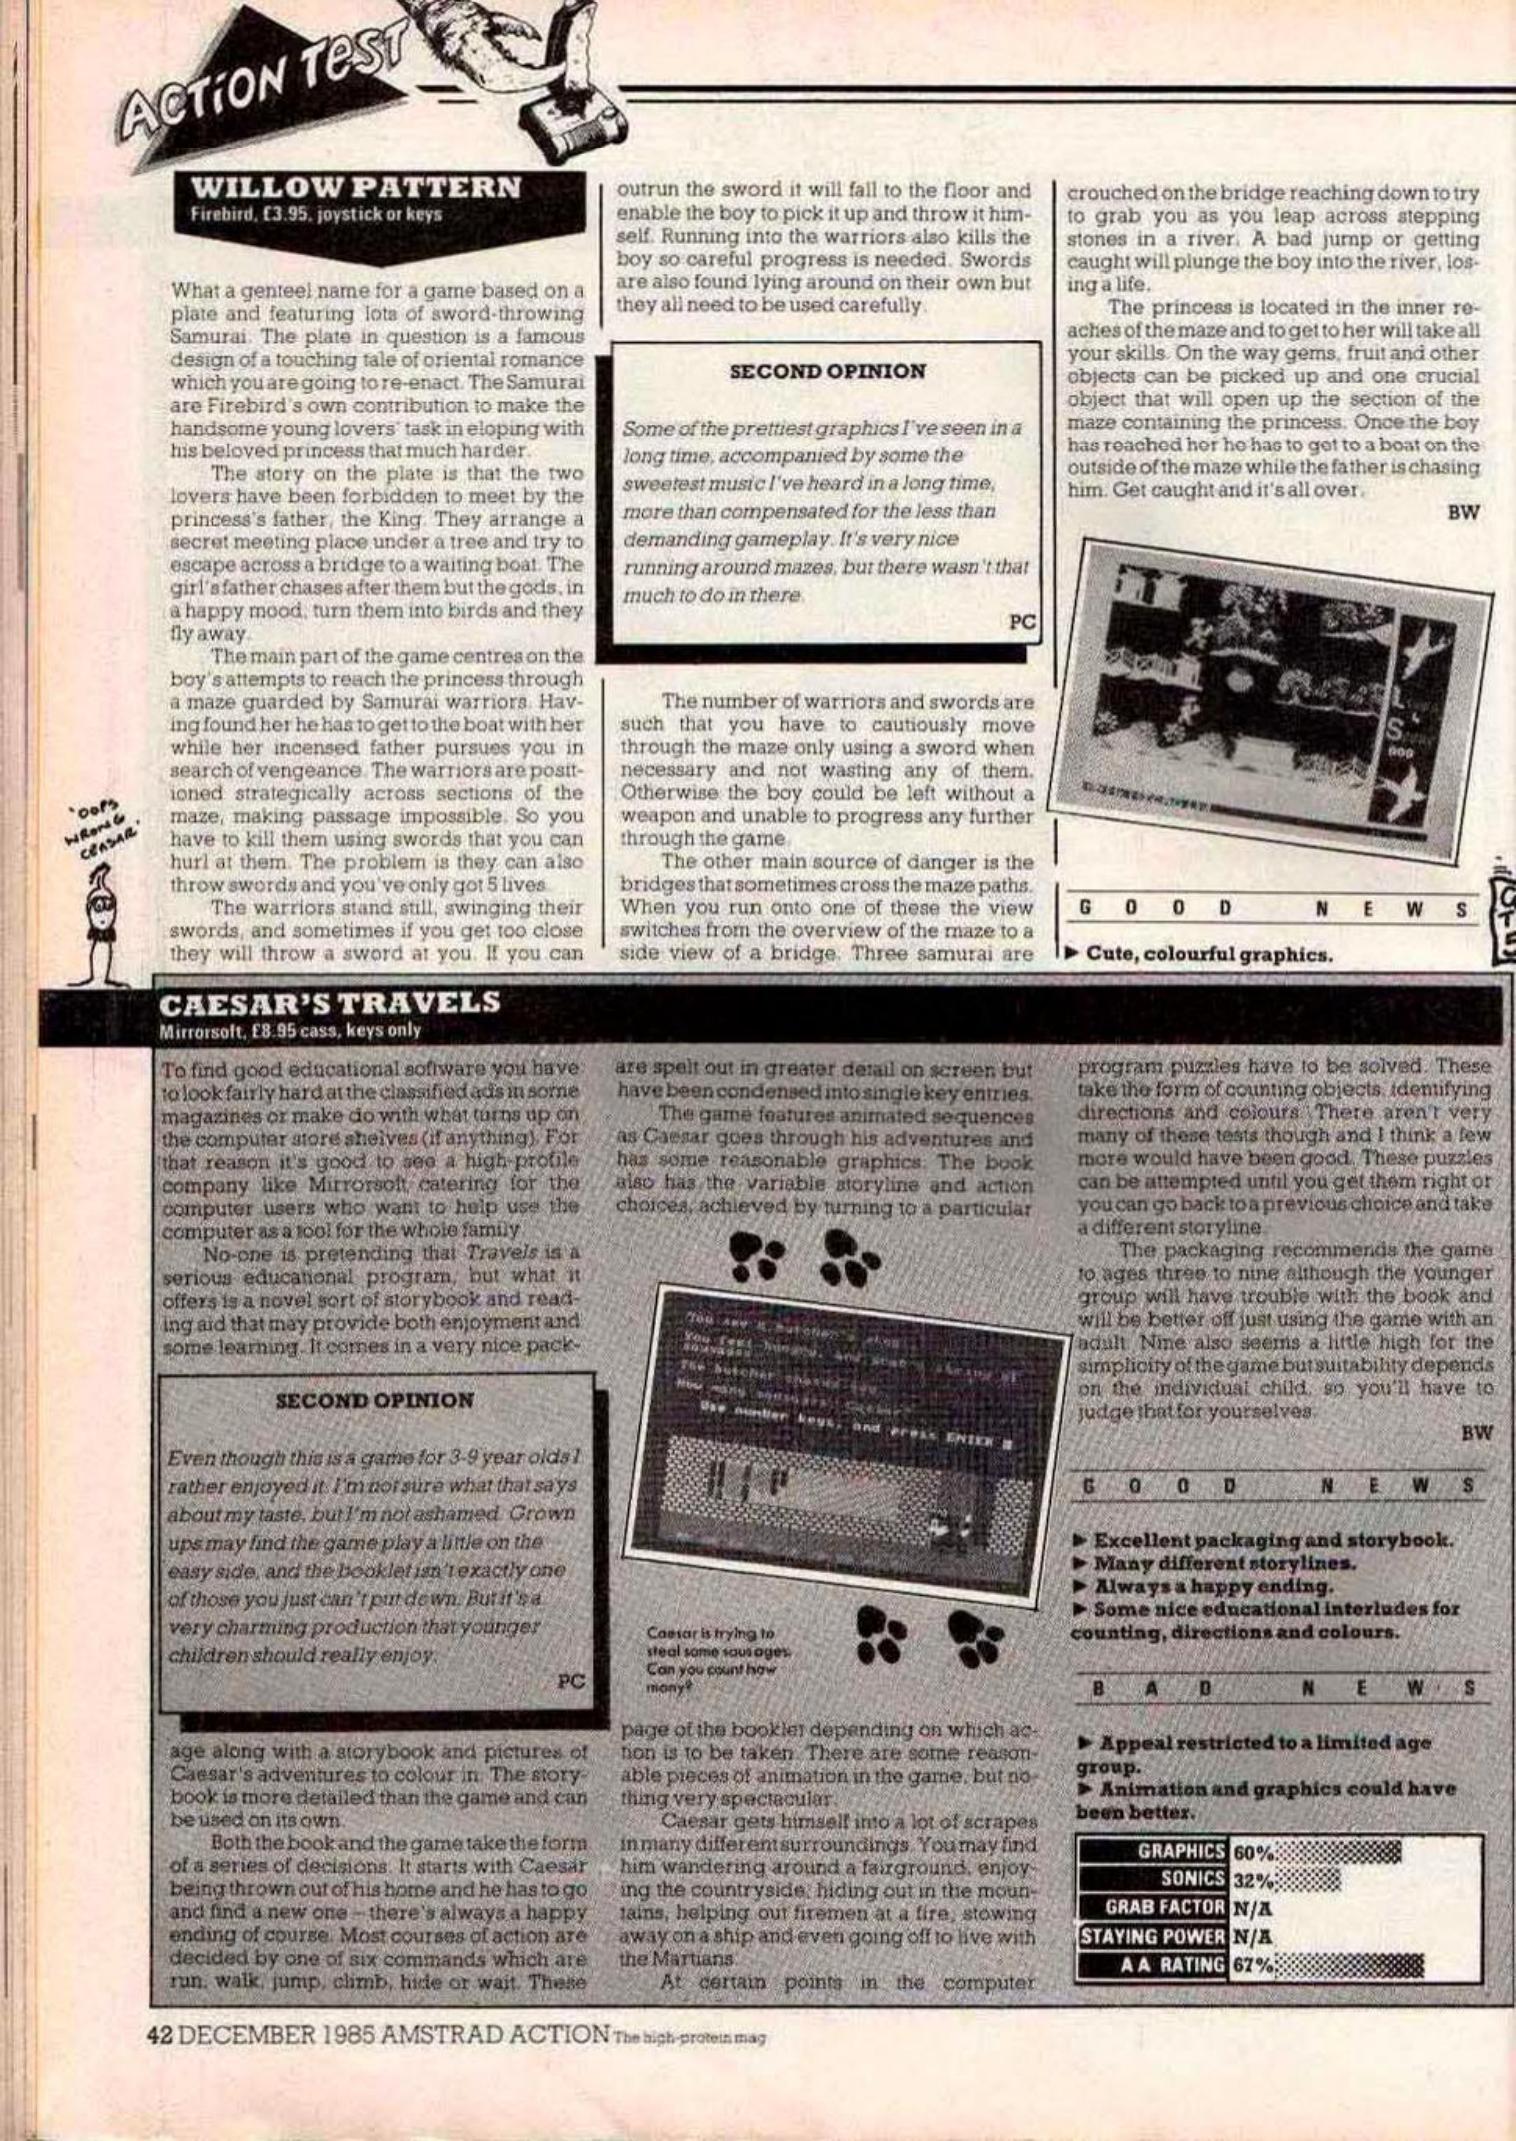 ACTION TEST
WILLOW PATTERN
Firebird, £3.95, joystick or keys
What a genteel name for a game based on a
plate and featuring lots of sword-throwing
Samurai. The plate in question is a famous
design of a touching tale of oriental romance
which you are going to re-enact. The Samurai
are Firebird's own contribution to make the
handsome young lovers' task in eloping with
his beloved princess that much harder.
The story on the plate is that the two
lovers have been forbidden to meet by the
princess's father, the King. They arrange a
secret meeting place under a tree and try to
escape across a bridge to a waiting boat. The
girl's father chases after them but the gods, in
a happy mood, turn them into birds and they
fly away.
The main part of the game centres on the
boy's attempts to reach the princess through
a maze guarded by Samurai warriors. Hav-
ing found her he has to get to the boat with her
while her incensed father pursues you in
search of vengeance. The warriors are posit-
ioned strategically across sections of the
maze, making passage impossible. So you
have to kill them using swords that you can
hurl at them. The problem is they can also
throw swords and you've only got 5 lives.
The warriors stand still, swinging their
swords, and sometimes if you get too close
they will throw a sword at you. If you can
outrun the sword it will fall to the floor and
enable the boy to pick it up and throw it him-
self. Running into the warriors also kills the
boy so careful progress is needed. Swords
are also found lying around on their own but
they all need to be used carefully.
SECOND OPINION
Some of the prettiest graphics I've seen in a
long time, accompanied by some the
sweetest music I've heard in a long time,
more than compensated for the less than
demanding gameplay. It's very nice
running around mazes, but there wasn't that
much to do in there.
PC
The number of warriors and swords are
such that you have to cautiously move
through the maze only using a sword when
necessary and not wasting any of them.
Otherwise the boy could be left without a
weapon and unable to progress any further
through the game.
The other main source of danger is the
bridges that sometimes cross the maze paths.
When you run onto one of these the view
switches from the overview of the maze to a
side view of a bridge. Three samurai are
crouched on the bridge reaching down to try
to grab you as you leap across stepping
stones in a river. A bad jump or getting
caught will plunge the boy into the river, los-
ing a life.
The princess is located in the inner re-
aches of the maze and to get to her will take all
your skills. On the way gems, fruit and other
objects can be picked up and one crucial
object that will open up the section of the
maze containing the princess. Once the boy
has reached her he has to get to a boat on the
outside of the maze while the father is chasing
him. Get caught and it's all over.
BW
GOOD NEWS
▶ Cute, colourful graphics.
'OOPS
WRONG
CEASAR'
CAESAR'S TRAVELS
Mirrorsoft, £8.95 cass, keys only
To find good educational software you have
to look fairly hard at the classified ads in some
magazines or make do with what turns up on
the computer store shelves (if anything). For
that reason it's good to see a high-profile
company like Mirrorsoft, catering for the
computer users who want to help use the
computer as a tool for the whole family.
No-one is pretending that Travels is a
serious educational program, but what it
offers is a novel sort of storybook and read-
ing aid that may provide both enjoyment and
some learning. It comes in a very nice pack-
SECOND OPINION
Even though this is a game for 3-9 year olds I
rather enjoyed it. I'm not sure what that says
about my taste, but I'm not ashamed. Grown
ups may find the game play a little on the
easy side, and the booklet isn't exactly one
of those you just can't put down. But it's a
very charming production that younger
children should really enjoy.
PC
age along with a storybook and pictures of
Caesar's adventures to colour in. The story-
book is more detailed than the game and can
be used on its own.
Both the book and the game take the form
of a series of decisions. It starts with Caesar
being thrown out of his home and he has to go
and find a new one – there's always a happy
ending of course. Most courses of action are
decided by one of six commands which are
run, walk, jump, climb, hide or wait. These
are spelt out in greater detail on screen but
have been condensed into single key entries.
The game features animated sequences
as Caesar goes through his adventures and
has some reasonable graphics. The book
also has the variable storyline and action
choices, achieved by turning to a particular
Use number keys, and press ENTER
Caesar is trying to
steal some sausages.
Can you count how
many?
page of the booklet depending on which ac-
tion is to be taken. There are some reason-
able pieces of animation in the game, but no-
thing very spectacular.
Caesar gets himself into a lot of scrapes
in many different surroundings. You may find
him wandering around a fairground, enjoy-
ing the countryside, hiding out in the moun-
tains, helping out firemen at a fire, stowing
away on a ship and even going off to live with
the Martians.
At certain points in the computer
program puzzles have to be solved. These
take the form of counting objects, identifying
directions and colours. There aren't very
many of these tests though and I think a few
more would have been good. These puzzles
can be attempted until you get them right or
you can go back to a previous choice and take
a different storyline.
The packaging recommends the game
to ages three to nine although the younger
group will have trouble with the book and
will be better off just using the game with an
adult. Nine also seems a little high for the
simplicity of the game but suitability depends
on the individual child, so you'll have to
judge that for yourselves.
BW
GOOD NEWS
▶ Excellent packaging and storybook.
▶ Many different storylines.
▶ Always a happy ending.
▶ Some nice educational interludes for
counting, directions and colours.
BAD NEWS
▶ Appeal restricted to a limited age
group.
▶ Animation and graphics could have
been better.
GRAPHICS 60%
SONICS 32%
GRAB FACTOR N/A
STAYING POWER N/A
AA RATING 67%
42 DECEMBER 1985 AMSTRAD ACTION The high-protein mag